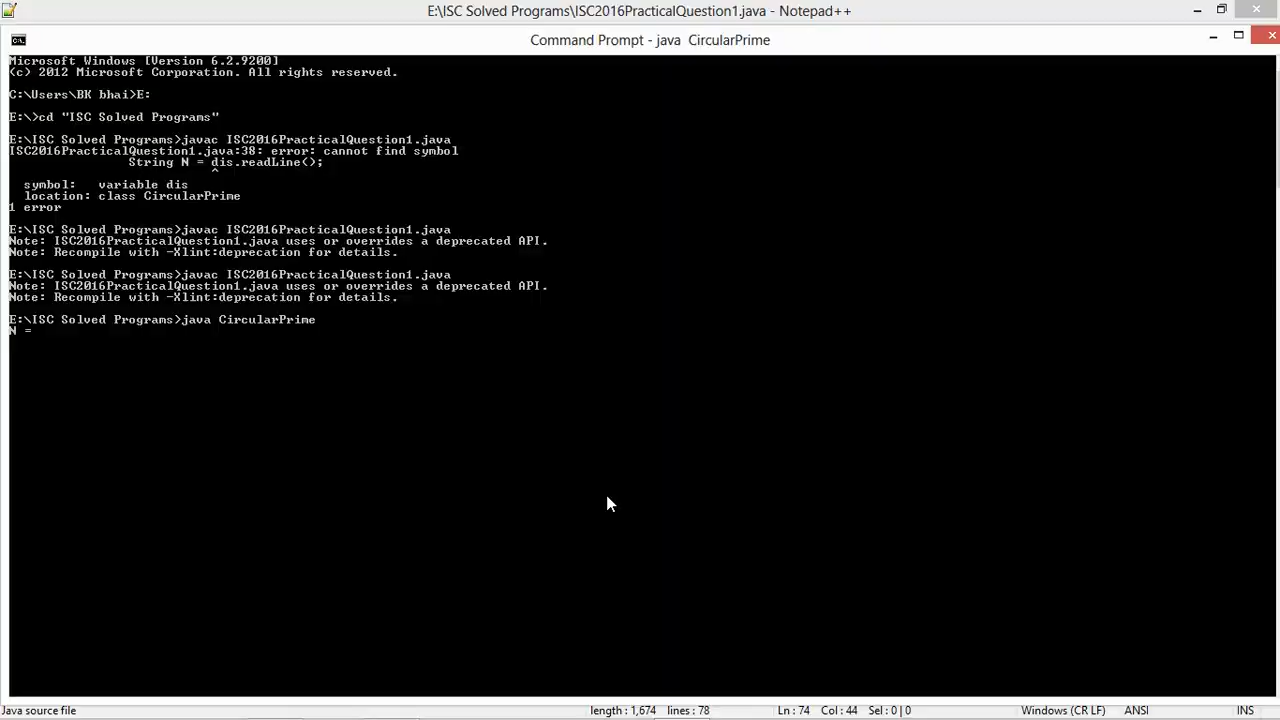 E:\ISC Solved Programs\ISC2016PracticalQuestion1.java - Notepad++
Command Prompt - java  CircularPrime
Microsoft Windows [Version 6.2.9200]
(c) 2012 Microsoft Corporation. All rights reserved.
C:\Users\BK bhai>E:
E:\>cd "ISC Solved Programs"
E:\ISC Solved Programs>javac ISC2016PracticalQuestion1.java
ISC2016PracticalQuestion1.java:38: error: cannot find symbol
String N = dis.readLine();
^
symbol:   variable dis
location: class CircularPrime
1 error
E:\ISC Solved Programs>javac ISC2016PracticalQuestion1.java
Note: ISC2016PracticalQuestion1.java uses or overrides a deprecated API.
Note: Recompile with -Xlint:deprecation for details.
E:\ISC Solved Programs>javac ISC2016PracticalQuestion1.java
Note: ISC2016PracticalQuestion1.java uses or overrides a deprecated API.
Note: Recompile with -Xlint:deprecation for details.
E:\ISC Solved Programs>java CircularPrime
N =
Java source file length : 1,674 lines : 78 Ln : 74 Col : 44 Sel : 0 | 0 Windows (CR LF) ANSI INS